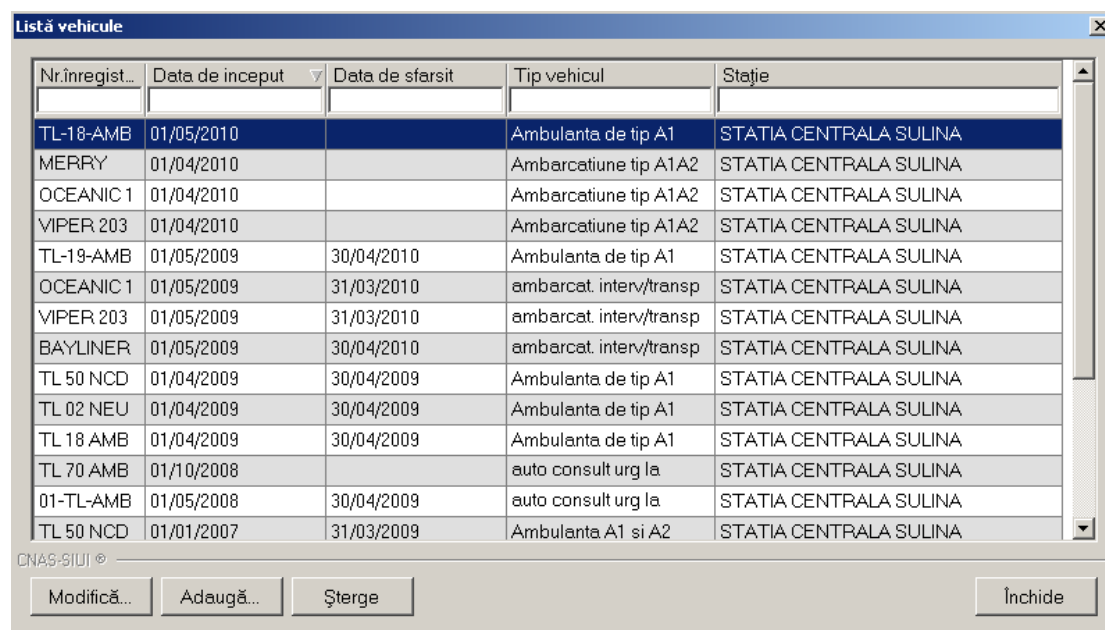 Listă vehicule
Nr.înregist... Data de inceput Data de sfarsit Tip vehicul Staţie
TL-18-AMB 01/05/2010 Ambulanta de tip A1 STATIA CENTRALA SULINA
MERRY 01/04/2010 Ambarcatiune tip A1A2 STATIA CENTRALA SULINA
OCEANIC 1 01/04/2010 Ambarcatiune tip A1A2 STATIA CENTRALA SULINA
VIPER 203 01/04/2010 Ambarcatiune tip A1A2 STATIA CENTRALA SULINA
TL-19-AMB 01/05/2009 30/04/2010 Ambulanta de tip A1 STATIA CENTRALA SULINA
OCEANIC 1 01/05/2009 31/03/2010 ambarcat. interv/transp STATIA CENTRALA SULINA
VIPER 203 01/05/2009 31/03/2010 ambarcat. interv/transp STATIA CENTRALA SULINA
BAYLINER 01/05/2009 30/04/2010 ambarcat. interv/transp STATIA CENTRALA SULINA
TL 50 NCD 01/04/2009 30/04/2009 Ambulanta de tip A1 STATIA CENTRALA SULINA
TL 02 NEU 01/04/2009 30/04/2009 Ambulanta de tip A1 STATIA CENTRALA SULINA
TL 18 AMB 01/04/2009 30/04/2009 Ambulanta de tip A1 STATIA CENTRALA SULINA
TL 70 AMB 01/10/2008 auto consult urg la STATIA CENTRALA SULINA
01-TL-AMB 01/05/2008 30/04/2009 auto consult urg la STATIA CENTRALA SULINA
TL 50 NCD 01/01/2007 31/03/2009 Ambulanta A1 si A2 STATIA CENTRALA SULINA
CNAS-SIUI ®
Modifică... Adaugă... Şterge Închide